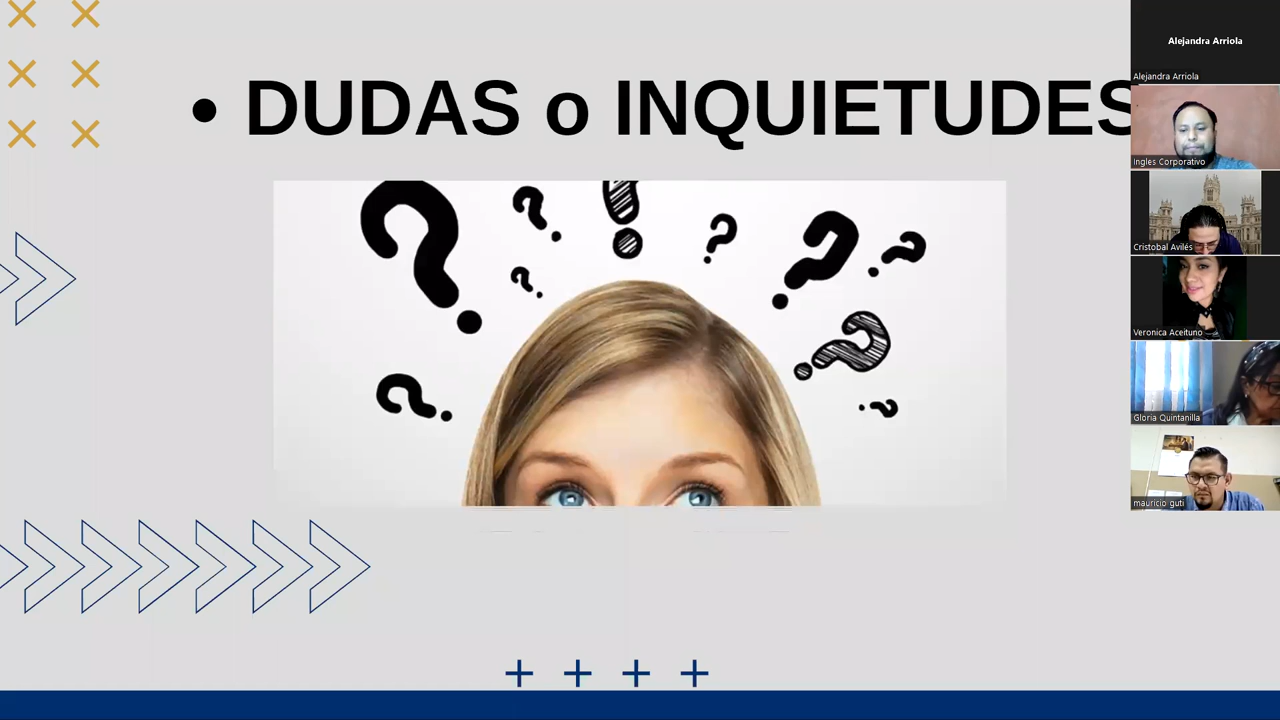 • DUDAS o INQUIETUDES
Alejandra Arriola
Alejandra Arriola
Ingles Corporativo
Cristobal Avilés
Veronica Aceituno
Gloria Quintanilla
mauricio guti